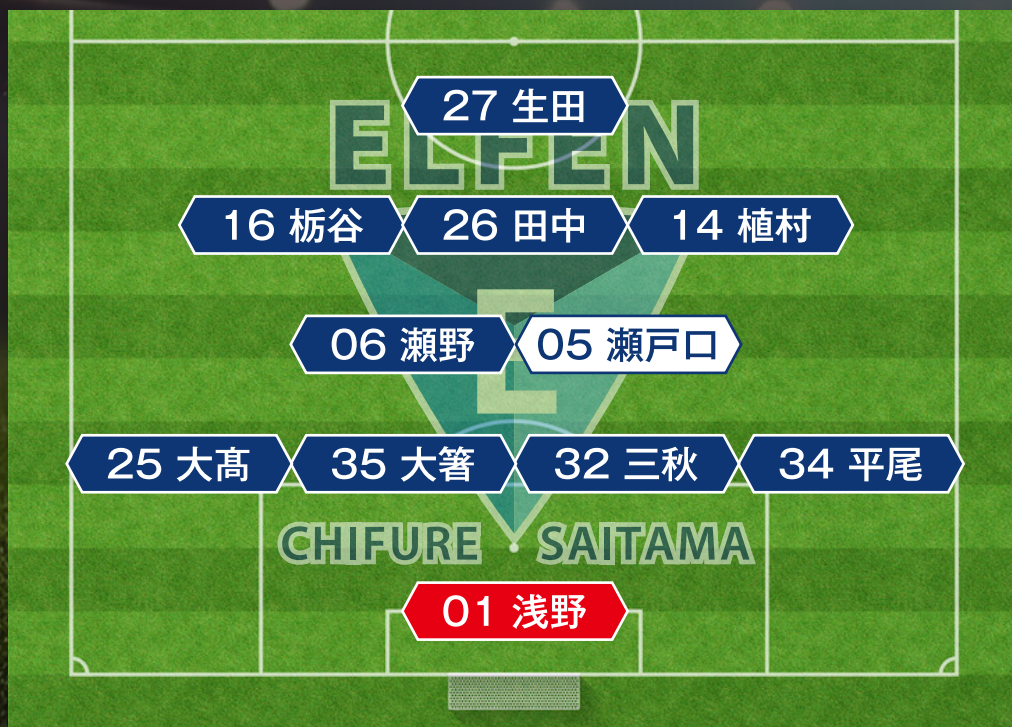 27 生田
ELFEN
16 栃谷 26 田中 14 植村
E
06 瀬野 05 瀬戸口
25 大髙 35 大箸 32 三秋 34 平尾
CHIFURE SAITAMA
01 浅野